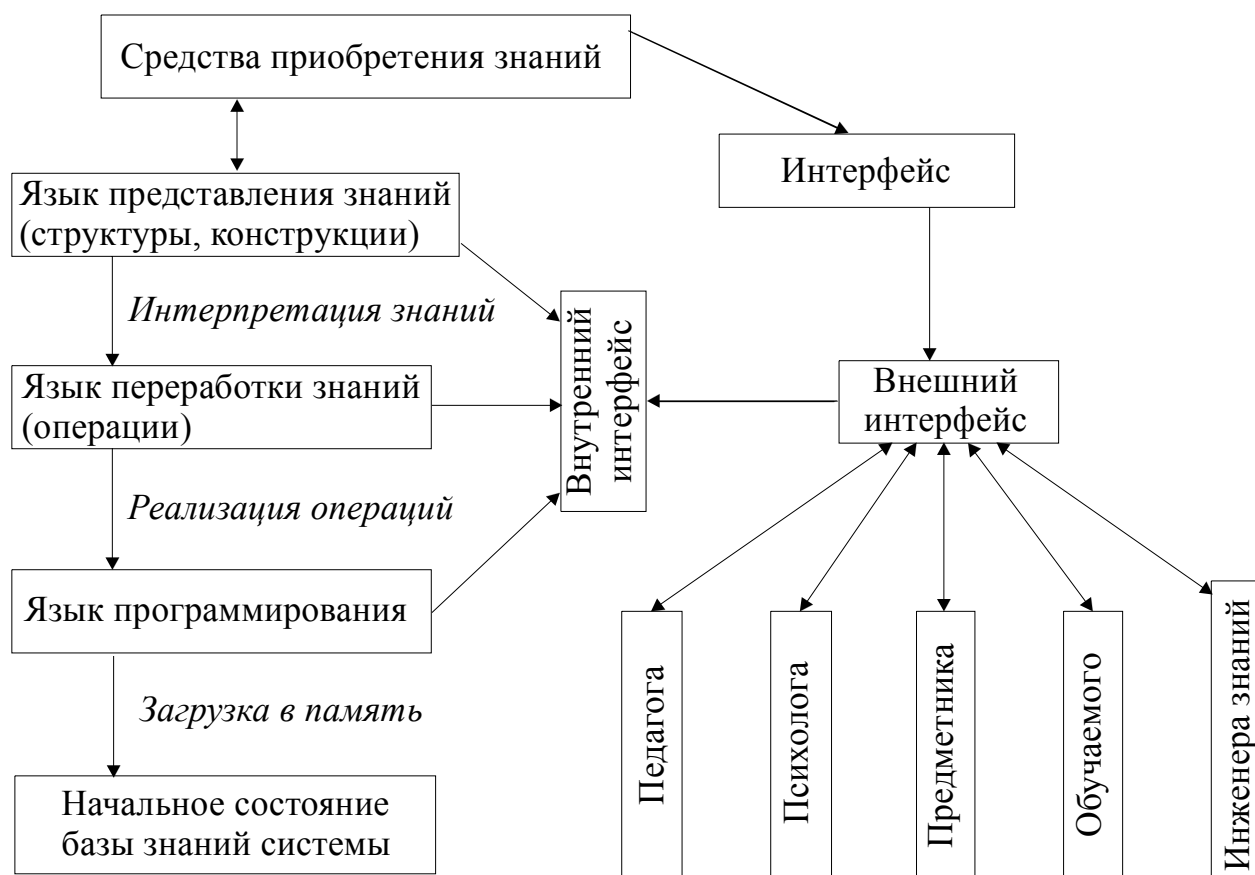 Средства приобретения знаний
Интерфейс
Язык представления знаний
(структуры, конструкции)
Интерпретация знаний
Внутренний
интерфейс
Язык переработки знаний
(операции)
Внешний
интерфейс
Реализация операций
Язык программирования
Загрузка в память
Начальное состояние
базы знаний системы
Педагога
Психолога
Предметника
Обучаемого
Инженера знаний